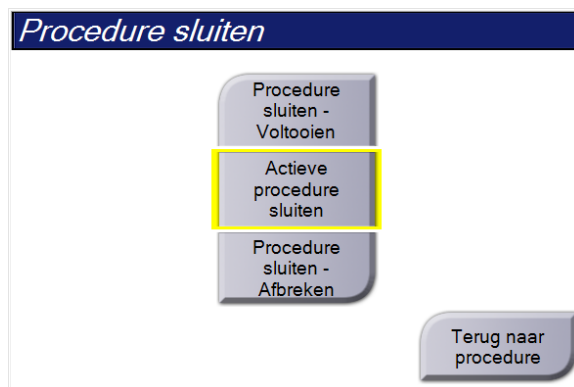 Procedure sluiten
Procedure
sluiten -
Voltooien
Actieve
procedure
sluiten
Procedure
sluiten -
Afbreken
Terug naar
procedure